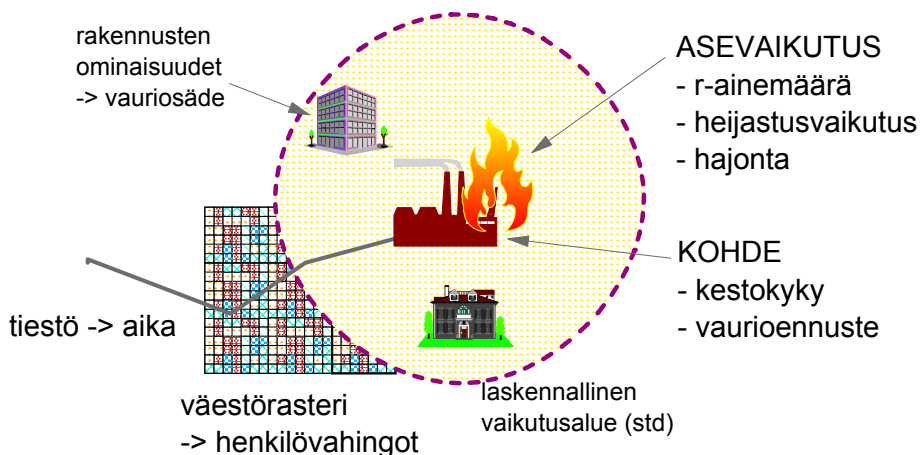 rakennusten
ominaisuudet
-> vauriosäde
ASEVAIKUTUS
- r-ainemäärä
- heijastusvaikutus
- hajonta
KOHDE
- kestokyky
- vaurioennuste
tiestö -> aika
väestörasteri
-> henkilövahingot
laskennallinen
vaikutusalue (std)